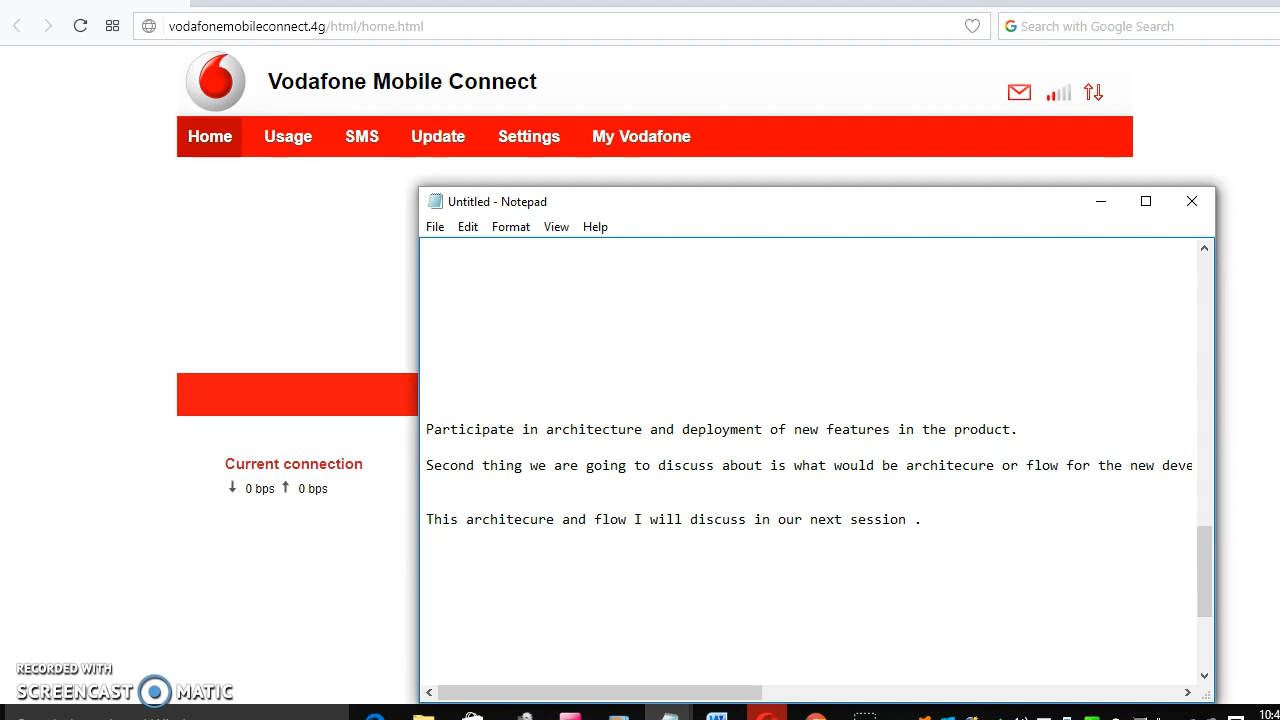 vodafonemobileconnect.4g/html/home.html
Search with Google Search
Vodafone Mobile Connect
Home Usage SMS Update Settings My Vodafone
Untitled - Notepad
File Edit Format View Help
Participate in architecture and deployment of new features in the product.
Second thing we are going to discuss about is what would be architecure or flow for the new deve
This architecure and flow I will discuss in our next session .
Current connection
0 bps 0 bps
RECORDED WITH
SCREENCAST MATIC
10:4